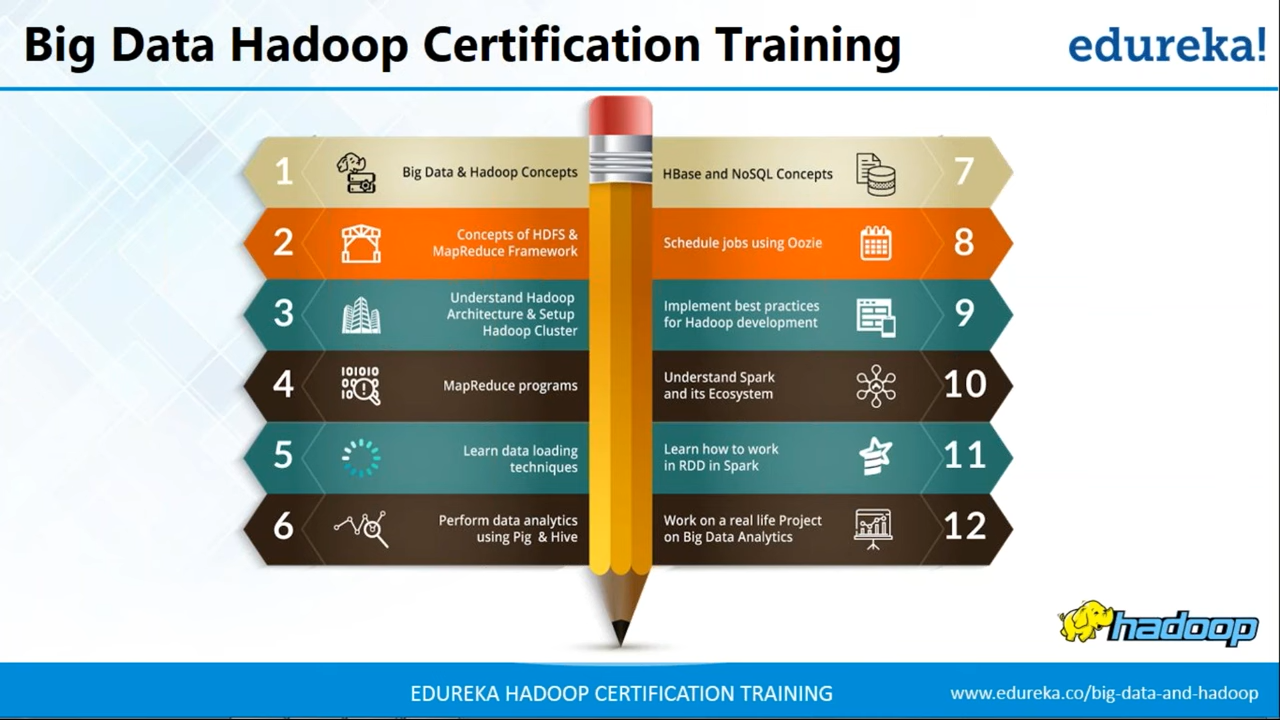 Big Data Hadoop Certification Training
edureka!
1
Big Data & Hadoop Concepts
2
Concepts of HDFS &
MapReduce Framework
3
Understand Hadoop
Architecture & Setup
Hadoop Cluster
4
MapReduce programs
5
Learn data loading
techniques
6
Perform data analytics
using Pig & Hive
HBase and NoSQL Concepts
7
Schedule jobs using Oozie
8
Implement best practices
for Hadoop development
9
Understand Spark
and its Ecosystem
10
Learn how to work
in RDD in Spark
11
Work on a real life Project
on Big Data Analytics
12
hadoop
EDUREKA HADOOP CERTIFICATION TRAINING
www.edureka.co/big-data-and-hadoop